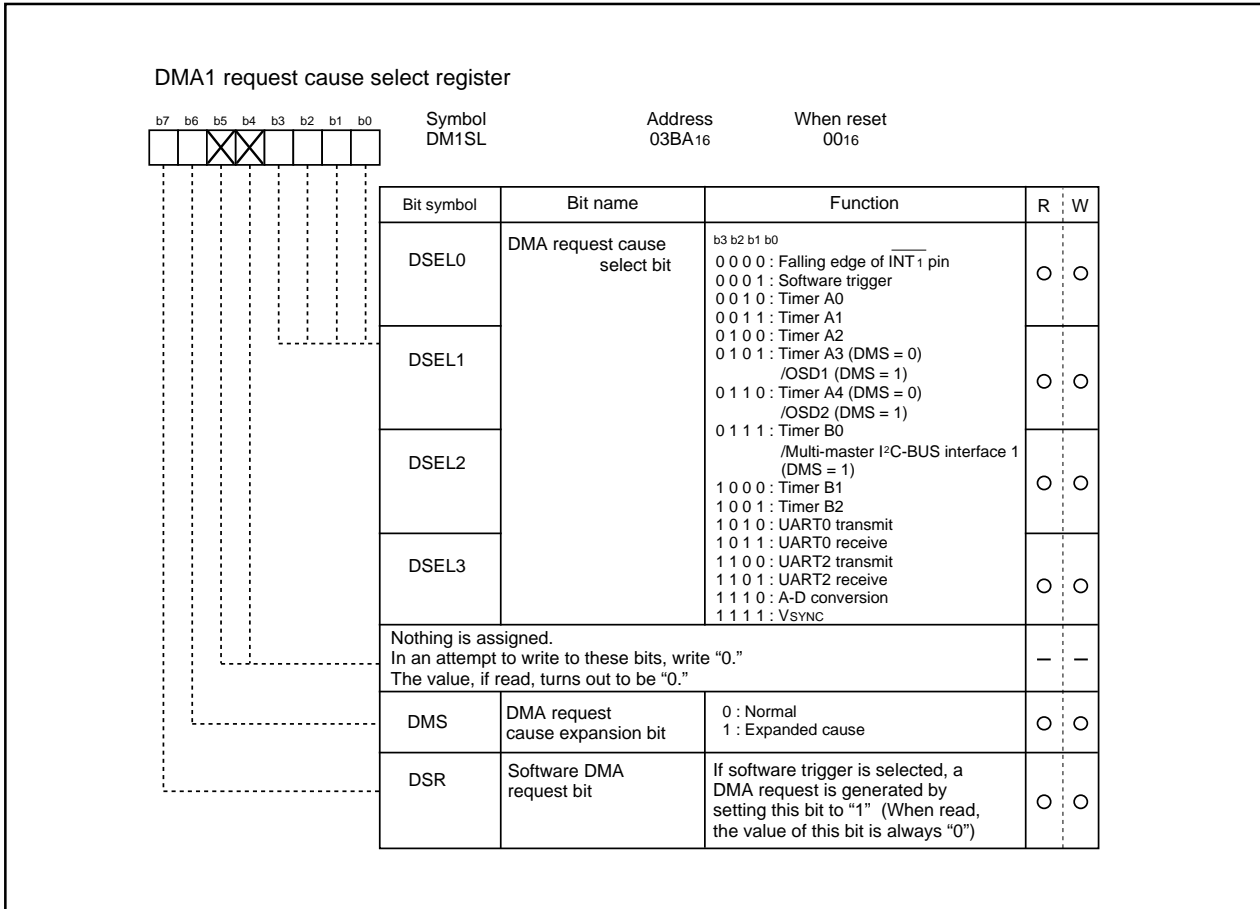 DMA1 request cause select register
b7 b6 b5 b4 b3 b2 b1 b0
Symbol Address When reset
DM1SL 03BA16 0016
Bit symbol Bit name Function R W
DSEL0
DMA request cause
select bit
b3 b2 b1 b0
0 0 0 0 : Falling edge of INT1 pin
0 0 0 1 : Software trigger
0 0 1 0 : Timer A0
0 0 1 1 : Timer A1
0 1 0 0 : Timer A2
0 1 0 1 : Timer A3 (DMS = 0)
/OSD1 (DMS = 1)
0 1 1 0 : Timer A4 (DMS = 0)
/OSD2 (DMS = 1)
0 1 1 1 : Timer B0
/Multi-master I²C-BUS interface 1
(DMS = 1)
1 0 0 0 : Timer B1
1 0 0 1 : Timer B2
1 0 1 0 : UART0 transmit
1 0 1 1 : UART0 receive
1 1 0 0 : UART2 transmit
1 1 0 1 : UART2 receive
1 1 1 0 : A-D conversion
1 1 1 1 : VSYNC
DSEL1
DSEL2
DSEL3
Nothing is assigned.
In an attempt to write to these bits, write “0.”
The value, if read, turns out to be “0.”
– –
DMS
DMA request
cause expansion bit
0 : Normal
1 : Expanded cause
DSR
Software DMA
request bit
If software trigger is selected, a
DMA request is generated by
setting this bit to “1” (When read,
the value of this bit is always “0”)